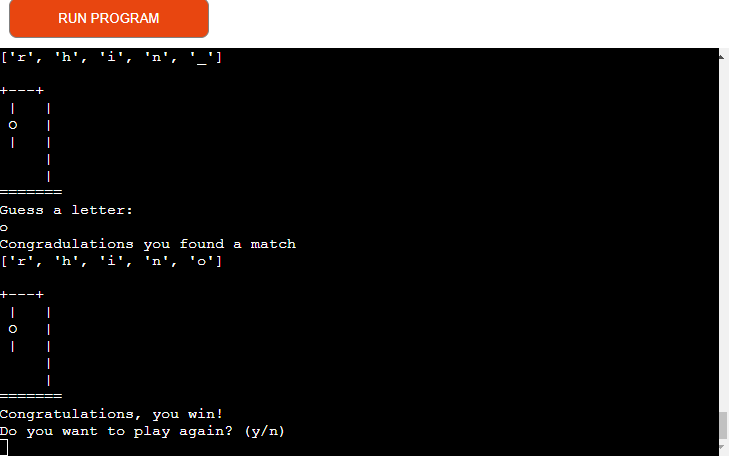 RUN PROGRAM
['r', 'h', 'i', 'n', '_']
+---+
 |   |
 O   |
 |   |
     |
     |
=======
Guess a letter:
o
Congradulations you found a match
['r', 'h', 'i', 'n', 'o']
+---+
 |   |
 O   |
 |   |
     |
     |
=======
Congratulations, you win!
Do you want to play again? (y/n)